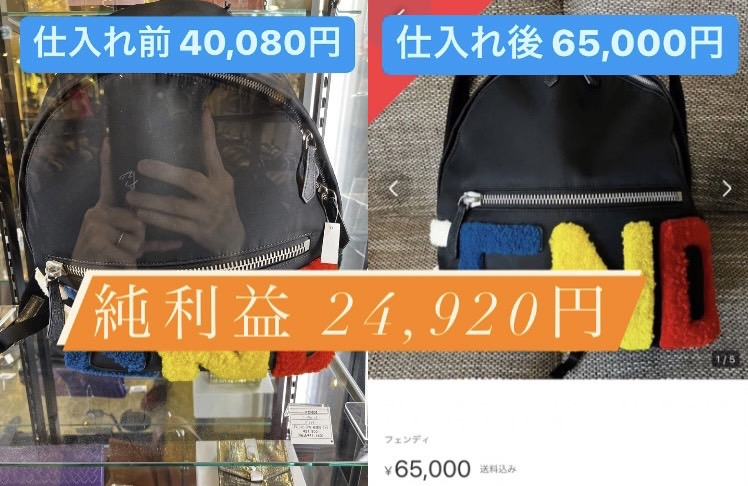 仕入れ前 40,080円
仕入れ後 65,000円
純利益 24,920円
1/5
フェンディ
¥65,000 送料込み